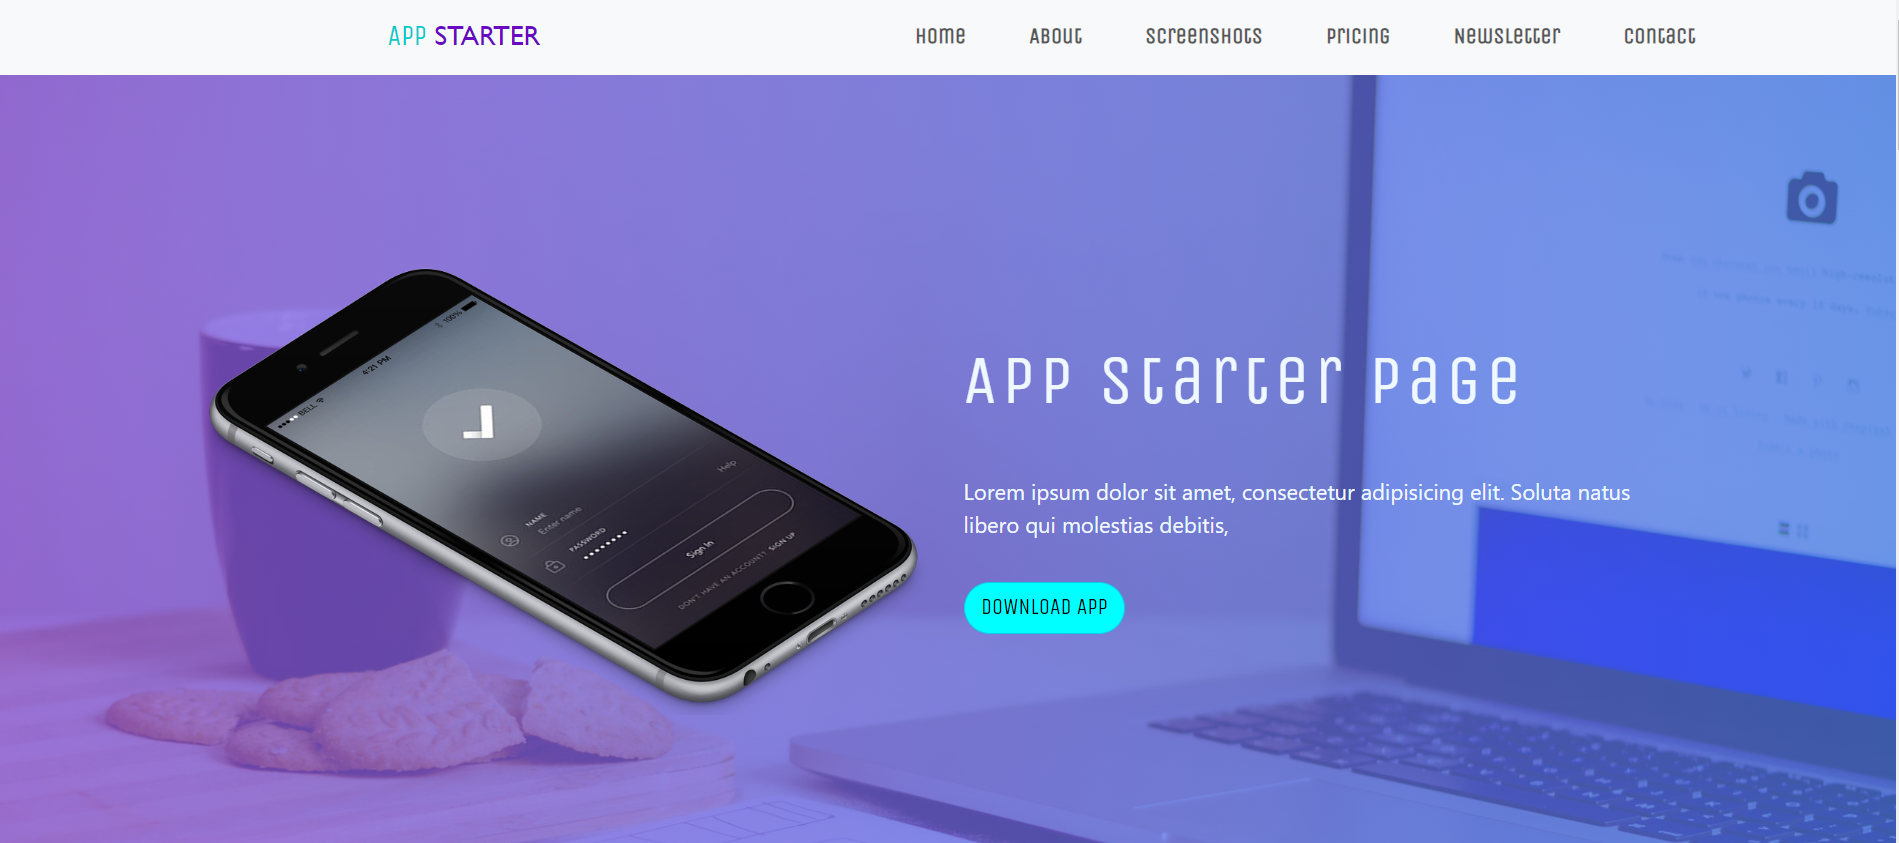 APP STARTER
Home
About
Screenshots
Pricing
Newsletter
Contact
App Starter Page
Lorem ipsum dolor sit amet, consectetur adipisicing elit. Soluta natus
libero qui molestias debitis,
DOWNLOAD APP
BELL
4:21 PM
100%
NAME
Enter name
PASSWORD
Help
Sign In
DON'T HAVE AN ACCOUNT? SIGN UP